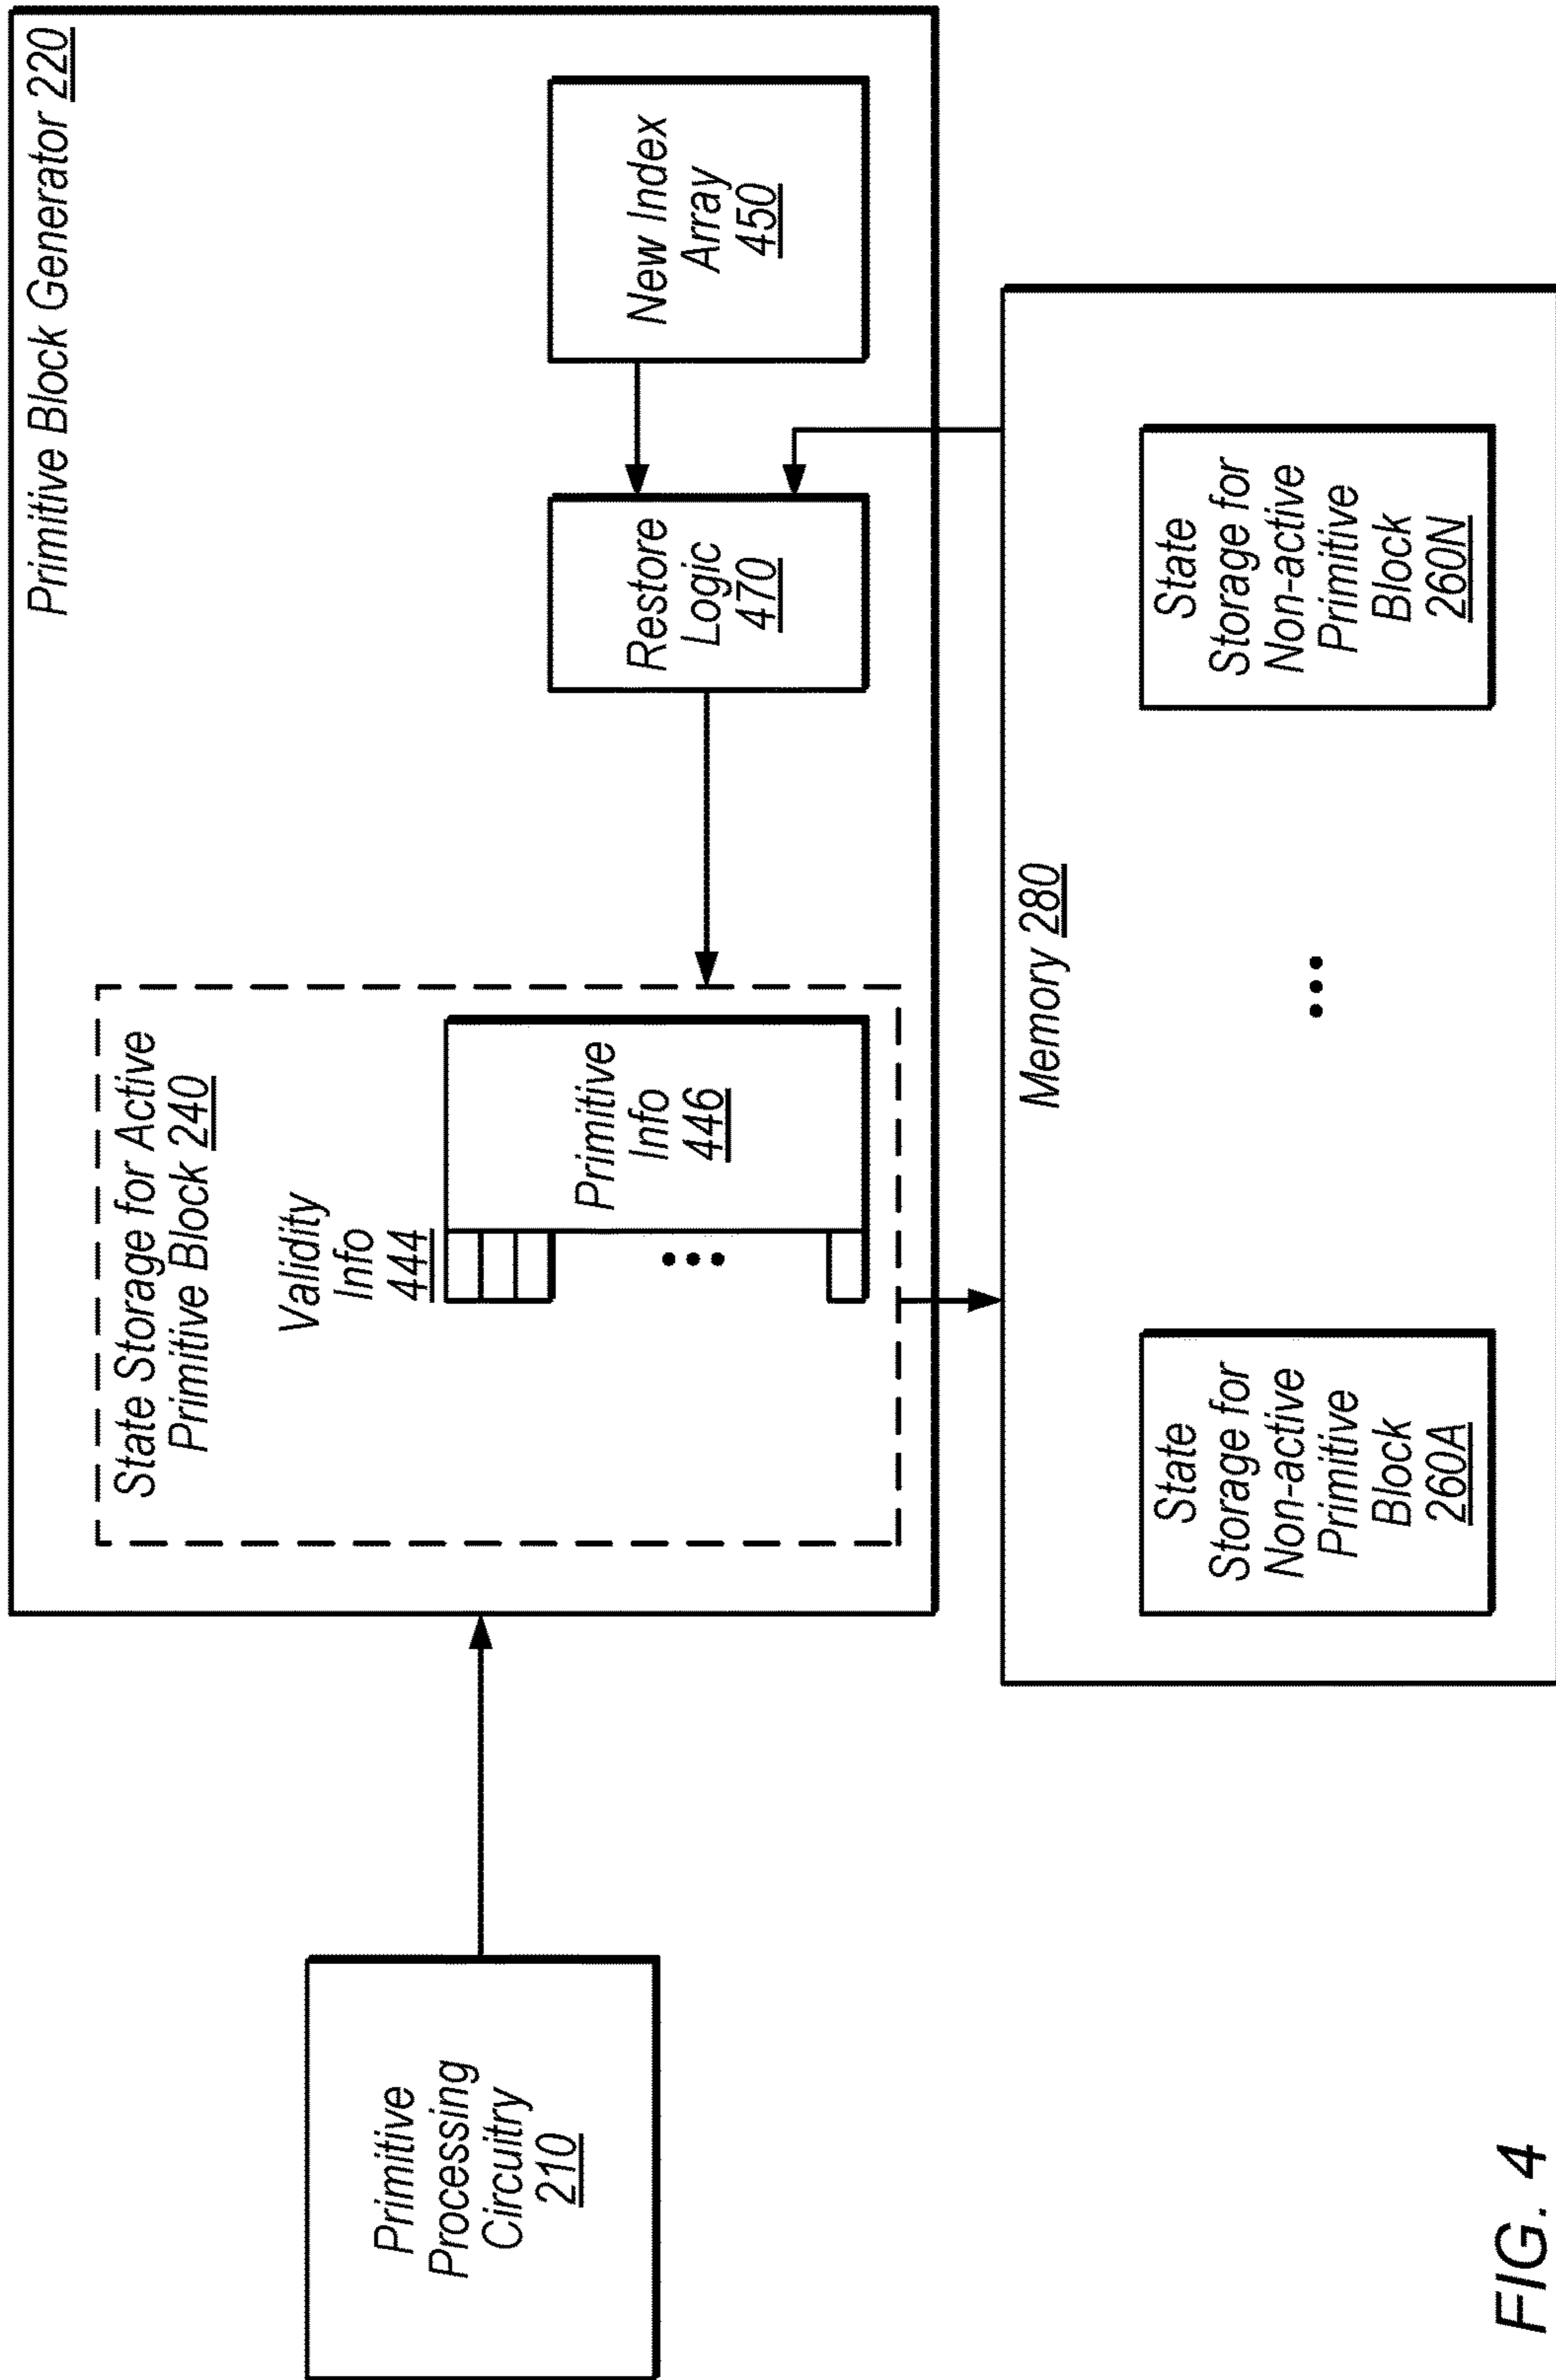 Primitive Block Generator 220
State Storage for Active
Primitive Block 240
Validity
Info
444
Primitive
Info
446
Restore
Logic
470
New Index
Array
450
Primitive
Processing
Circuitry
210
Memory 280
State
Storage for
Non-active
Primitive
Block
260A
...
State
Storage for
Non-active
Primitive
Block
260N
FIG. 4